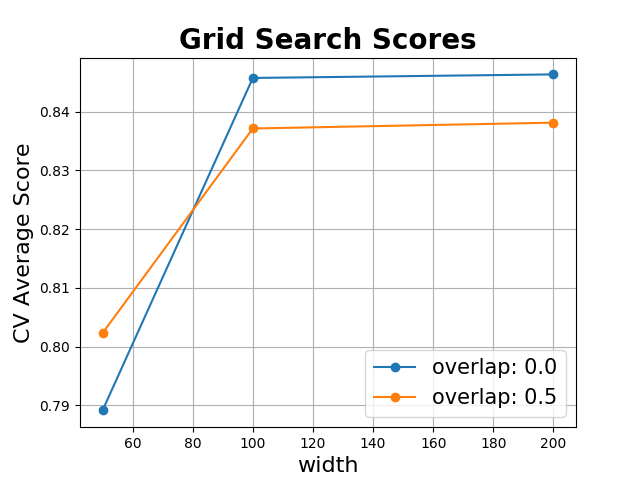 Grid Search Scores
CV Average Score
0.84
0.83
0.82
0.81
0.80
0.79
60 80 100 120 140 160 180 200
width
overlap: 0.0
overlap: 0.5